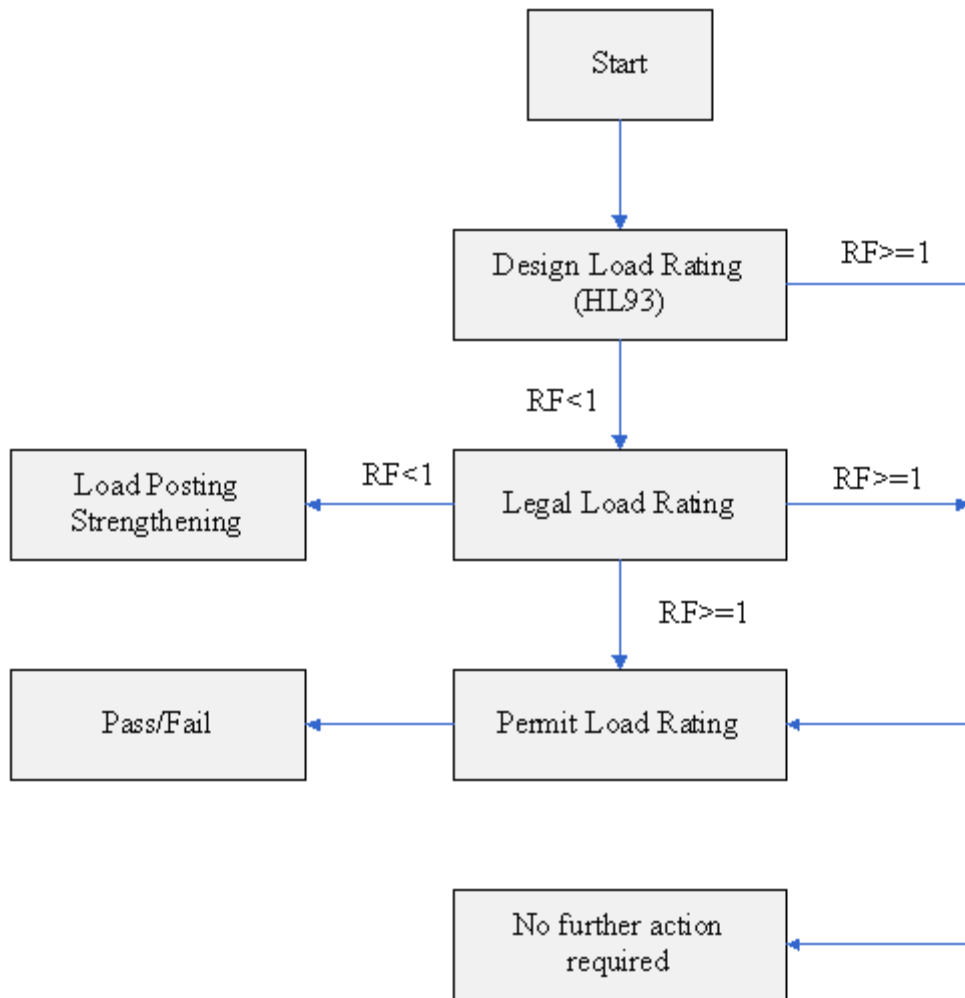 Start
Design Load Rating
(HL93)
RF>=1
RF<1
Load Posting
Strengthening
RF<1
Legal Load Rating
RF>=1
RF>=1
Pass/Fail
Permit Load Rating
No further action
required